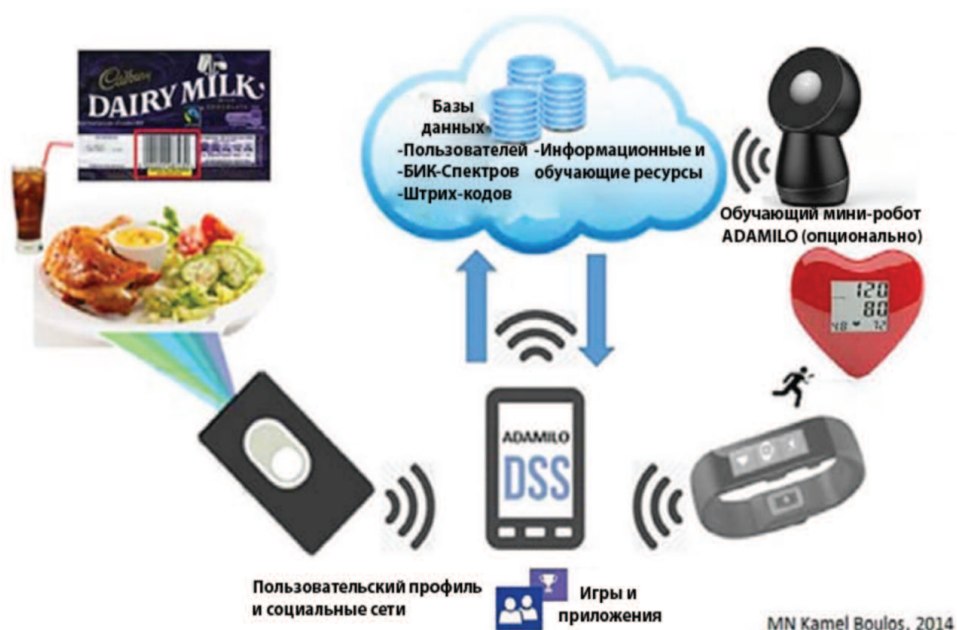 Cadbury
DAIRY MILK
Базы
данных
-Пользователей
-БИК-Спектров
-Штрих-кодов
-Информационные и
обучающие ресурсы
Обучающий мини-робот
ADAMILO (опционально)
120
80
72
ADAMILO
DSS
Пользовательский профиль
и социальные сети
Игры и
приложения
MN Kamel Boulos, 2014